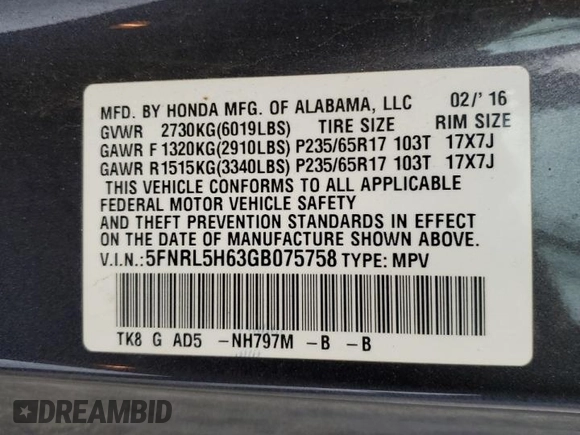 MFD. BY HONDA MFG. OF ALABAMA, LLC 02/' 16
GVWR 2730KG(6019LBS) TIRE SIZE RIM SIZE
GAWR F 1320KG(2910LBS) P235/65R17 103T 17X7J
GAWR R 1515KG(3340LBS) P235/65R17 103T 17X7J
THIS VEHICLE CONFORMS TO ALL APPLICABLE
FEDERAL MOTOR VEHICLE SAFETY
AND THEFT PREVENTION STANDARDS IN EFFECT
ON THE DATE OF MANUFACTURE SHOWN ABOVE.
V.I.N.: 5FNRL5H63GB075758 TYPE: MPV
TK8 G AD5 -NH797M -B -B
DREAMBID